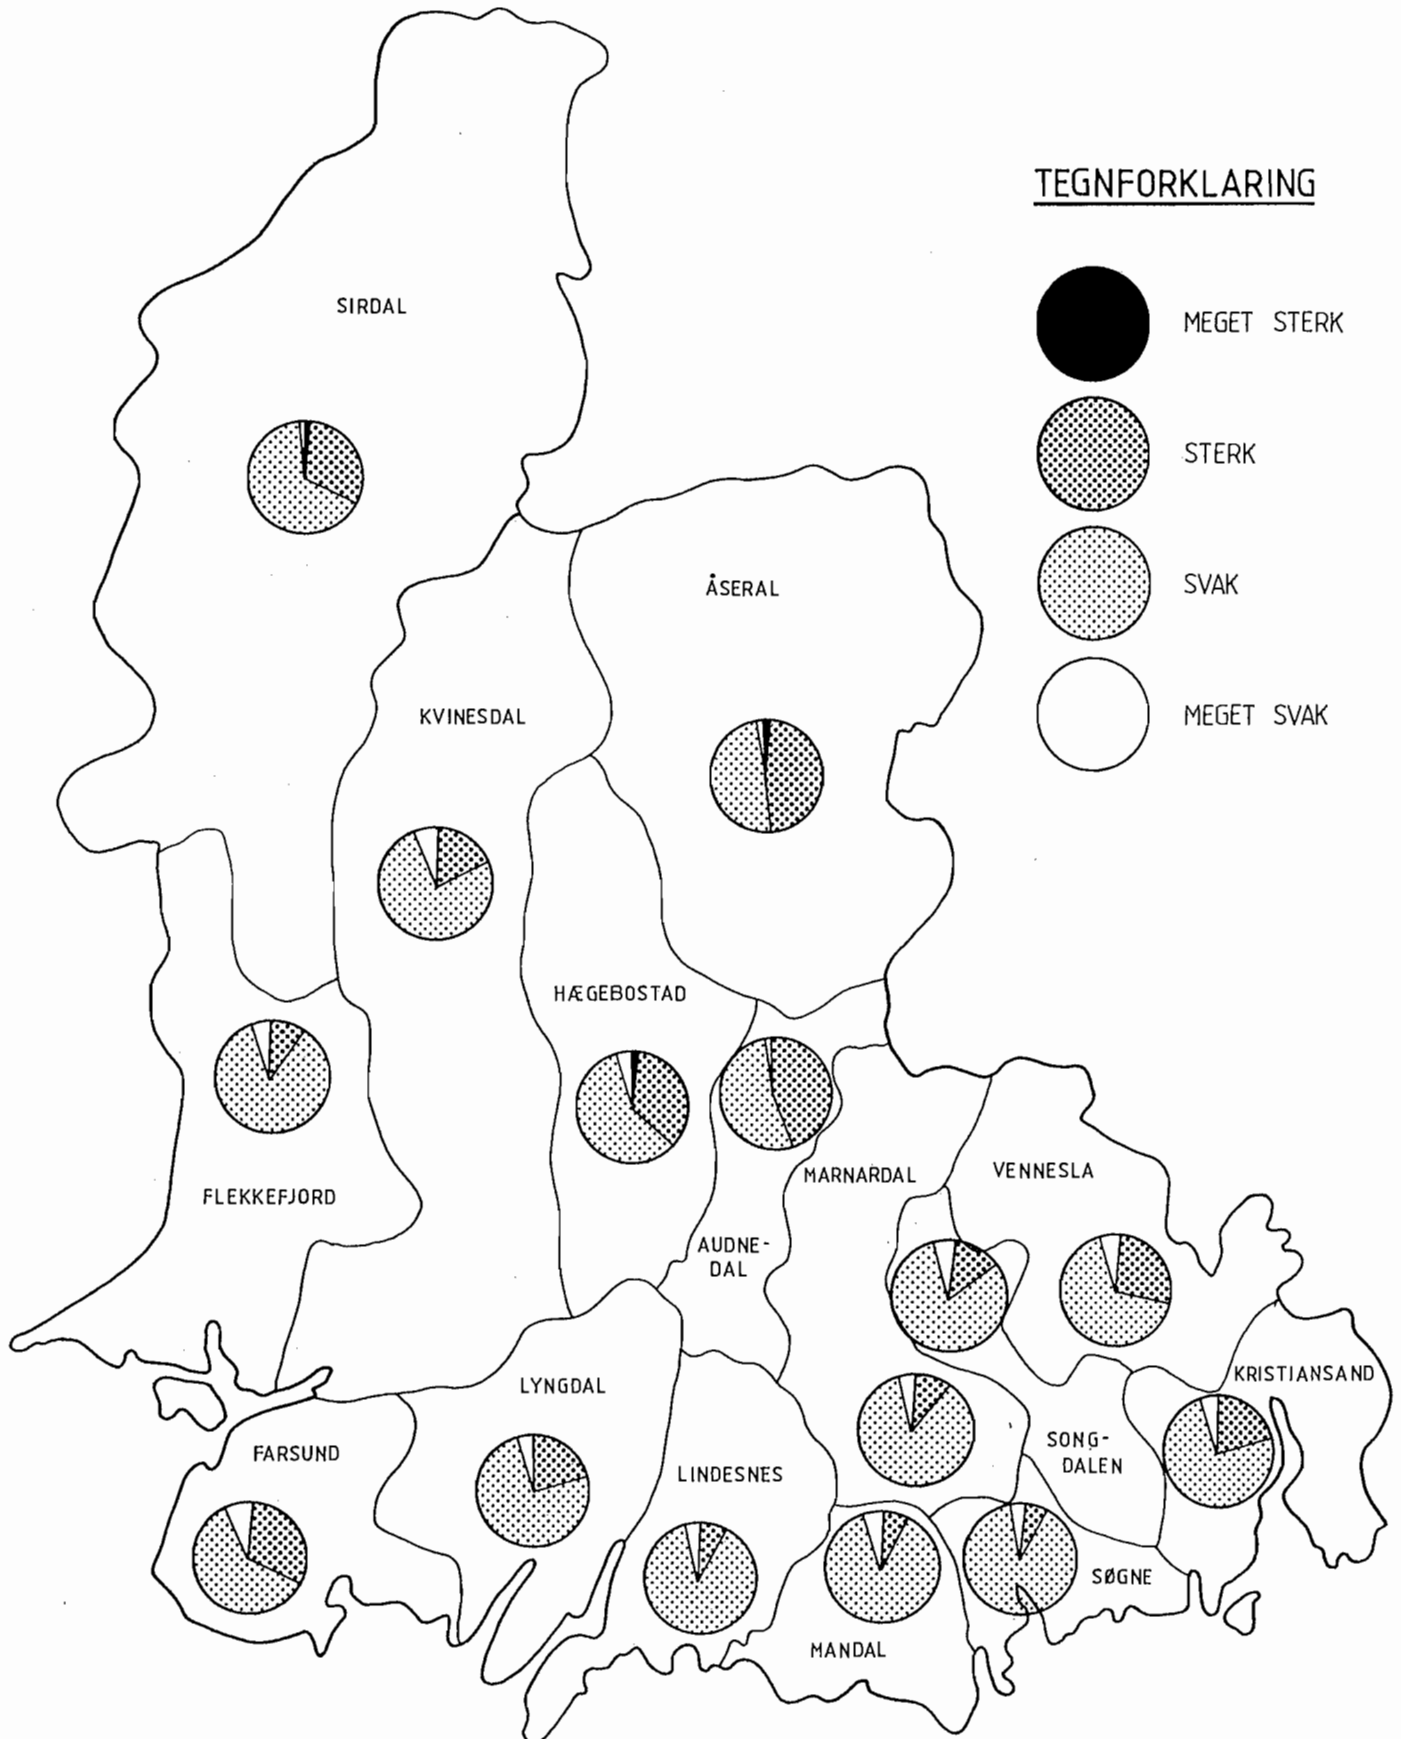 TEGNFORKLARING
MEGET STERK
STERK
SVAK
MEGET SVAK
SIRDAL
ÅSERAL
KVINESDAL
HÆGEBOSTAD
FLEKKEFJORD
MARNARDAL
VENNESLA
AUDNE-
DAL
KRISTIANSAND
LYNGDAL
SONG-
DALEN
FARSUND
LINDESNES
SØGNE
MANDAL